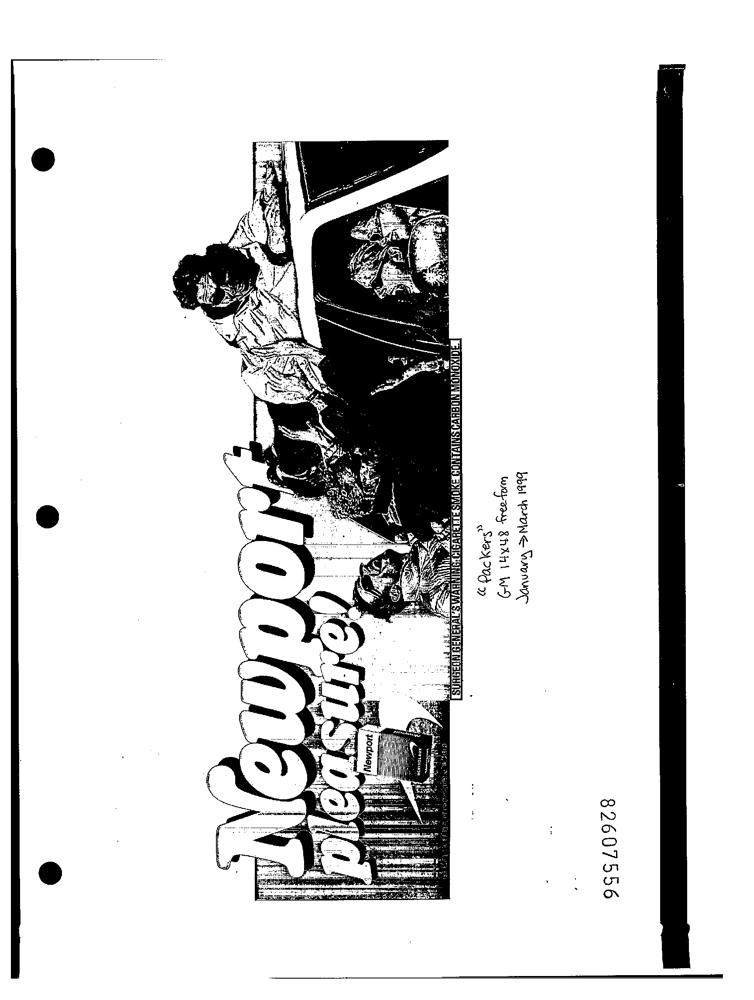 Newport
pleasure!
Newport
SURGEON GENERAL'S WARNING: CIGARETTE SMOKE CONTAINS CARBON MONOXIDE.
"Packers"
GM 14x48 freeform
January → March 1999
82607556